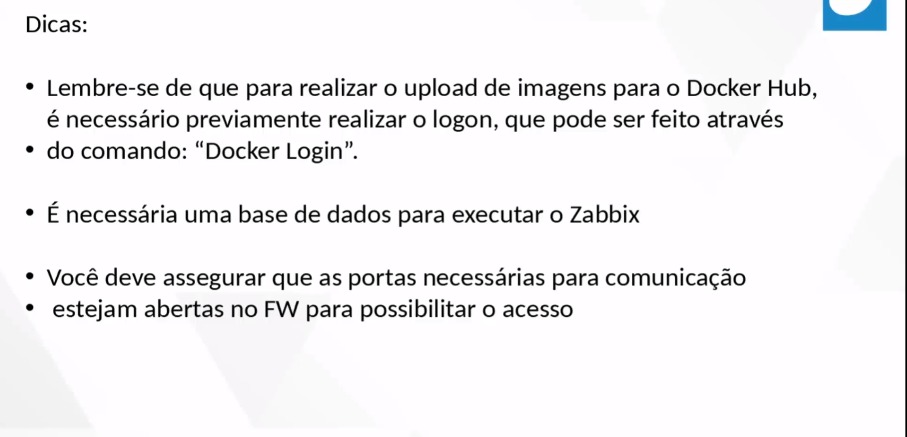 Dicas:
• Lembre-se de que para realizar o upload de imagens para o Docker Hub,
é necessário previamente realizar o logon, que pode ser feito através
• do comando: “Docker Login”.
• É necessária uma base de dados para executar o Zabbix
• Você deve assegurar que as portas necessárias para comunicação
• estejam abertas no FW para possibilitar o acesso